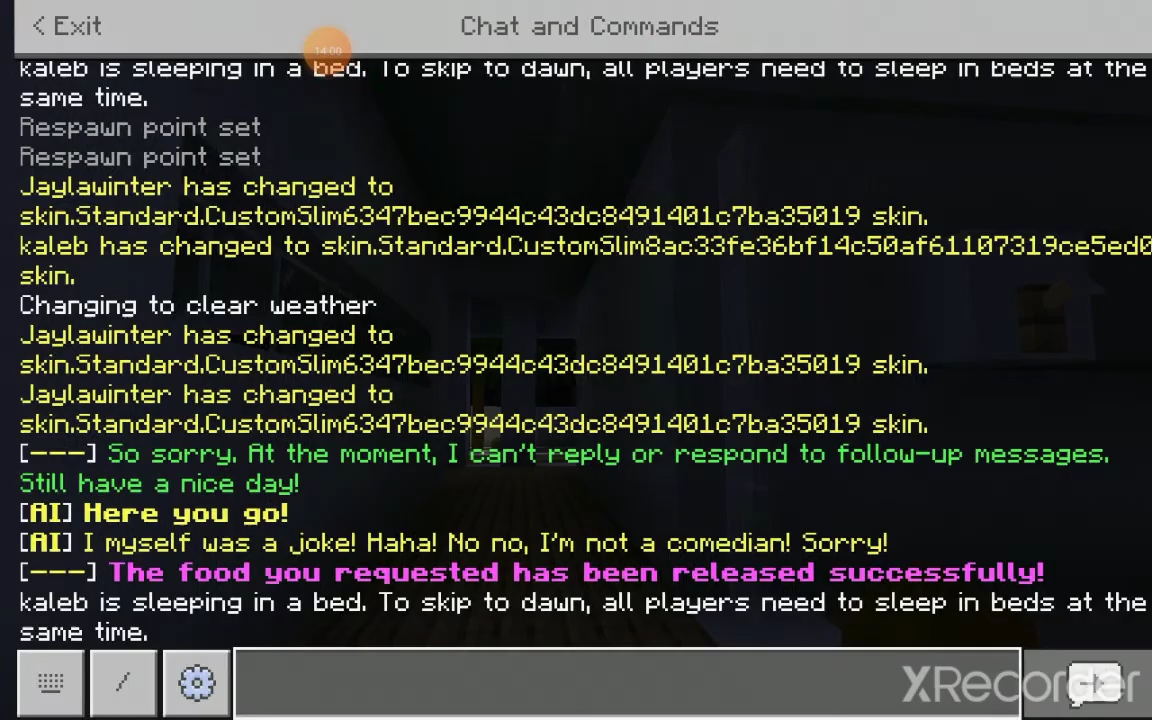 < Exit
Chat and Commands
14:00
kaleb is sleeping in a bed. To skip to dawn, all players need to sleep in beds at the
same time.
Respawn point set
Respawn point set
Jaylawinter has changed to
skin.Standard.CustomSlim6347bec9944c43dc8491401c7ba35019 skin.
kaleb has changed to skin.Standard.CustomSlim8ac33fe36bf14c50af61107319ce5ed0
skin.
Changing to clear weather
Jaylawinter has changed to
skin.Standard.CustomSlim6347bec9944c43dc8491401c7ba35019 skin.
Jaylawinter has changed to
skin.Standard.CustomSlim6347bec9944c43dc8491401c7ba35019 skin.
[---] So sorry. At the moment, I can't reply or respond to follow-up messages.
Still have a nice day!
[AI] Here you go!
[AI] I myself was a joke! Haha! No no, I'm not a comedian! Sorry!
[---] The food you requested has been released successfully!
kaleb is sleeping in a bed. To skip to dawn, all players need to sleep in beds at the
same time.
/
XRecorder